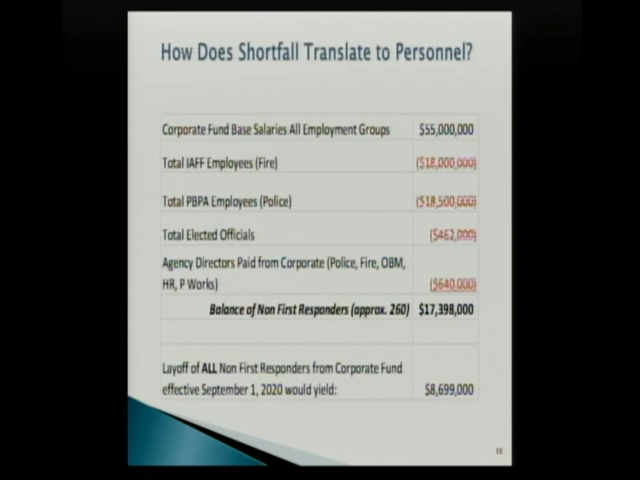 How Does Shortfall Translate to Personnel?
Corporate Fund Base Salaries All Employment Groups $55,000,000
Total IAFF Employees (Fire) ($18,000,000)
Total PBPA Employees (Police) ($18,500,000)
Total Elected Officials ($462,000)
Agency Directors Paid from Corporate (Police, Fire, OBM,
HR, P Works) ($640,000)
Balance of Non First Responders (approx. 260) $17,398,000
Layoff of ALL Non First Responders from Corporate Fund
effective September 1, 2020 would yield: $8,699,000